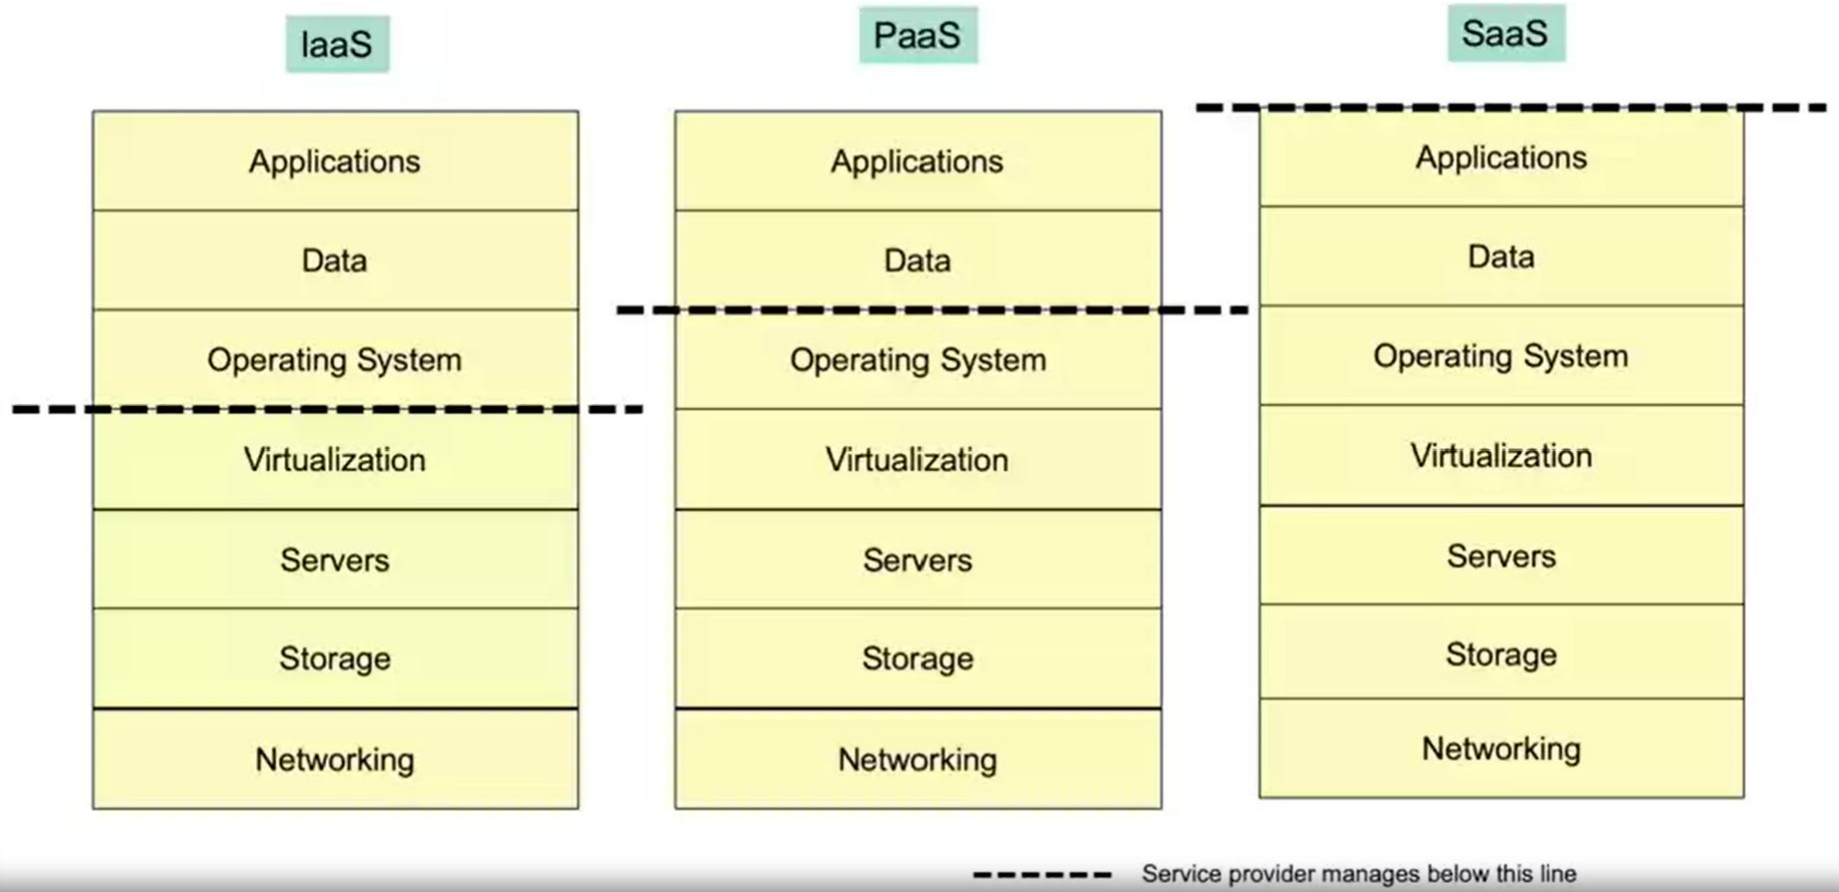 IaaS
Applications
Data
Operating System
Virtualization
Servers
Storage
Networking
PaaS
Applications
Data
Operating System
Virtualization
Servers
Storage
Networking
SaaS
Applications
Data
Operating System
Virtualization
Servers
Storage
Networking
Service provider manages below this line